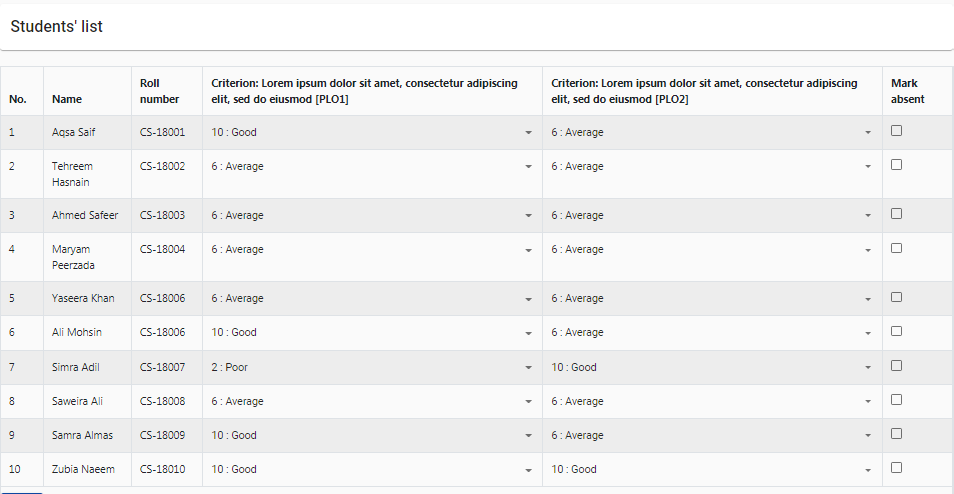 Students' list
No. Name Roll number Criterion: Lorem ipsum dolor sit amet, consectetur adipiscing elit, sed do eiusmod [PLO1] Criterion: Lorem ipsum dolor sit amet, consectetur adipiscing elit, sed do eiusmod [PLO2] Mark absent
1 Aqsa Saif CS-18001 10 : Good 6 : Average
2 Tehreem Hasnain CS-18002 6 : Average 6 : Average
3 Ahmed Safeer CS-18003 6 : Average 6 : Average
4 Maryam Peerzada CS-18004 6 : Average 6 : Average
5 Yaseera Khan CS-18006 6 : Average 6 : Average
6 Ali Mohsin CS-18006 10 : Good 6 : Average
7 Simra Adil CS-18007 2 : Poor 10 : Good
8 Saweira Ali CS-18008 6 : Average 6 : Average
9 Samra Almas CS-18009 10 : Good 6 : Average
10 Zubia Naeem CS-18010 10 : Good 10 : Good